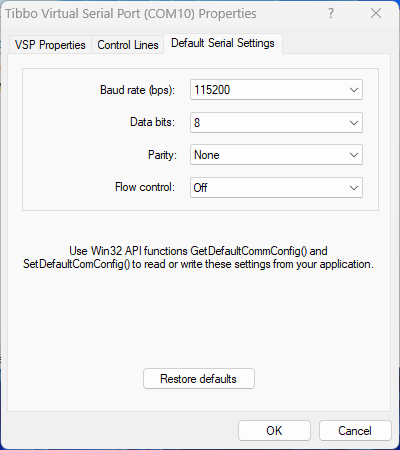 Tibbo Virtual Serial Port (COM10) Properties
VSP Properties
Control Lines
Default Serial Settings
Baud rate (bps): 115200
Data bits: 8
Parity: None
Flow control: Off
Use Win32 API functions GetDefaultCommConfig() and
SetDefaultComConfig() to read or write these settings from your application.
Restore defaults
OK
Cancel